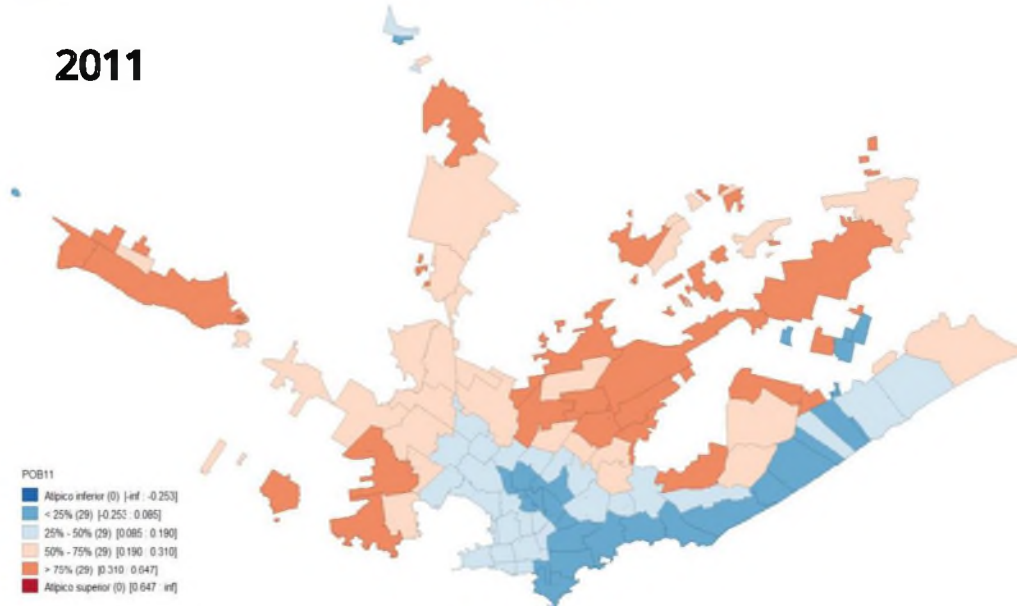 2011
POB11
Atípico inferior (0) [-inf : -0.253]
< 25% (29) [-0.253 : 0.085]
25% - 50% (29) [0.085 : 0.190]
50% - 75% (29) [0.190 : 0.310]
> 75% (29) [0.310 : 0.647]
Atípico superior (0) [0.647 : inf]